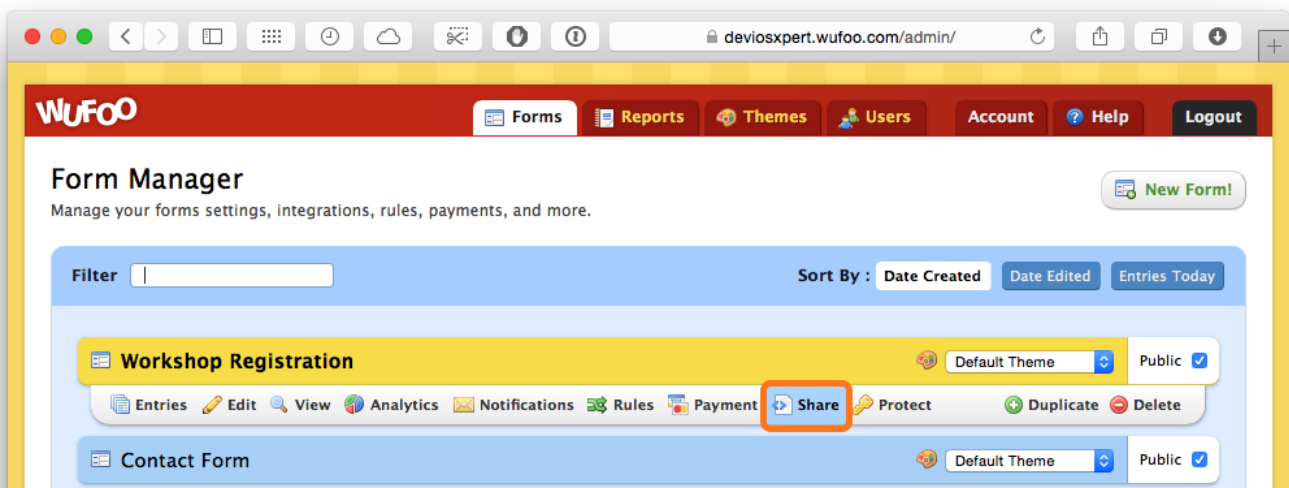 deviosxpert.wufoo.com/admin/
WUFOO
Forms Reports Themes Users Account Help Logout
Form Manager
Manage your forms settings, integrations, rules, payments, and more.
New Form!
Filter
Sort By : Date Created Date Edited Entries Today
Workshop Registration Default Theme Public
Entries Edit View Analytics Notifications Rules Payment Share Protect Duplicate Delete
Contact Form Default Theme Public